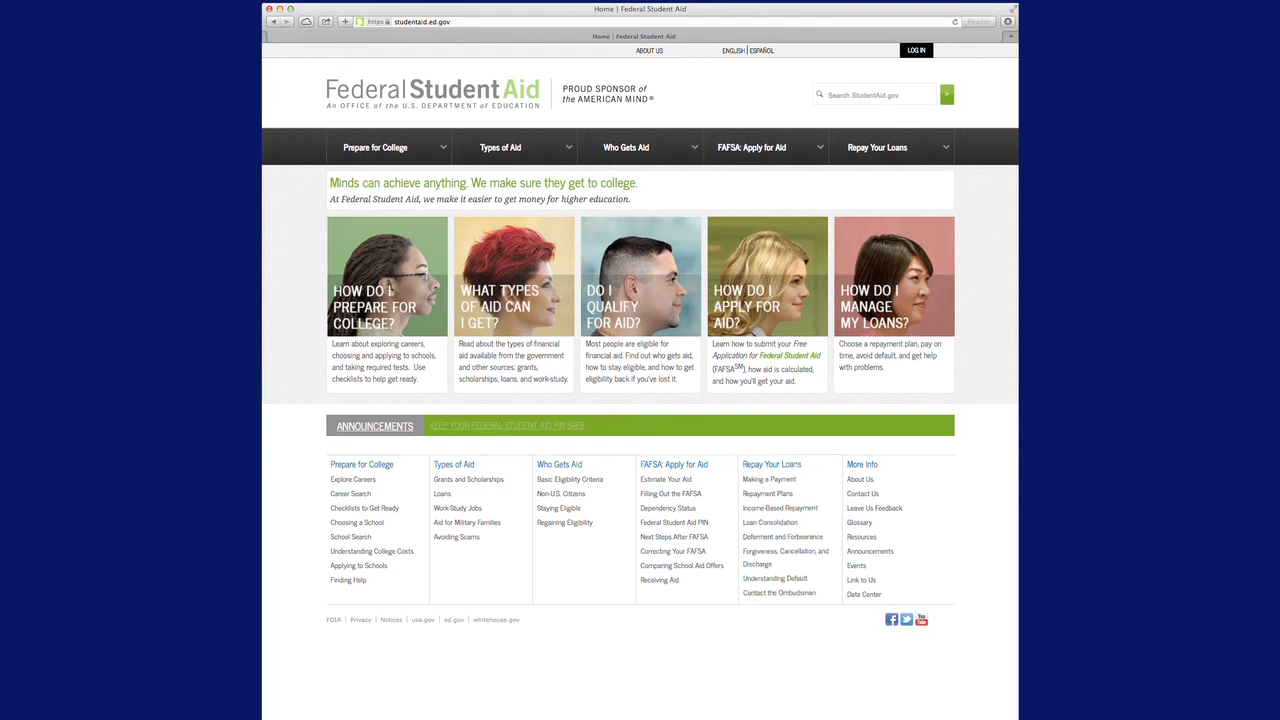 Home | Federal Student Aid
https studentaid.ed.gov
Reader
Home | Federal Student Aid
ABOUT US
ENGLISH | ESPAÑOL
LOG IN
Federal Student Aid
An OFFICE of the U.S. DEPARTMENT of EDUCATION
PROUD SPONSOR of
the AMERICAN MIND®
Search StudentAid.gov
>
Prepare for College
Types of Aid
Who Gets Aid
FAFSA: Apply for Aid
Repay Your Loans
Minds can achieve anything. We make sure they get to college.
At Federal Student Aid, we make it easier to get money for higher education.
HOW DO I
PREPARE FOR
COLLEGE?
Learn about exploring careers,
choosing and applying to schools,
and taking required tests. Use
checklists to help get ready.
WHAT TYPES
OF AID CAN
I GET?
Read about the types of financial
aid available from the government
and other sources: grants,
scholarships, loans, and work-study.
DO I
QUALIFY
FOR AID?
Most people are eligible for
financial aid. Find out who gets aid,
how to stay eligible, and how to get
eligibility back if you've lost it.
HOW DO I
APPLY FOR
AID?
Learn how to submit your Free
Application for Federal Student Aid
(FAFSA℠), how aid is calculated,
and how you'll get your aid.
HOW DO I
MANAGE
MY LOANS?
Choose a repayment plan, pay on
time, avoid default, and get help
with problems.
ANNOUNCEMENTS
KEEP YOUR FEDERAL STUDENT AID PIN SAFE
Prepare for College
Explore Careers
Career Search
Checklists to Get Ready
Choosing a School
School Search
Understanding College Costs
Applying to Schools
Finding Help
Types of Aid
Grants and Scholarships
Loans
Work-Study Jobs
Aid for Military Families
Avoiding Scams
Who Gets Aid
Basic Eligibility Criteria
Non-U.S. Citizens
Staying Eligible
Regaining Eligibility
FAFSA: Apply for Aid
Estimate Your Aid
Filling Out the FAFSA
Dependency Status
Federal Student Aid PIN
Next Steps After FAFSA
Correcting Your FAFSA
Comparing School Aid Offers
Receiving Aid
Repay Your Loans
Making a Payment
Repayment Plans
Income-Based Repayment
Loan Consolidation
Deferment and Forbearance
Forgiveness, Cancellation, and
Discharge
Understanding Default
Contact the Ombudsman
More Info
About Us
Contact Us
Leave Us Feedback
Glossary
Resources
Announcements
Events
Link to Us
Data Center
FOIA | Privacy | Notices | usa.gov | ed.gov | whitehouse.gov
You Tube